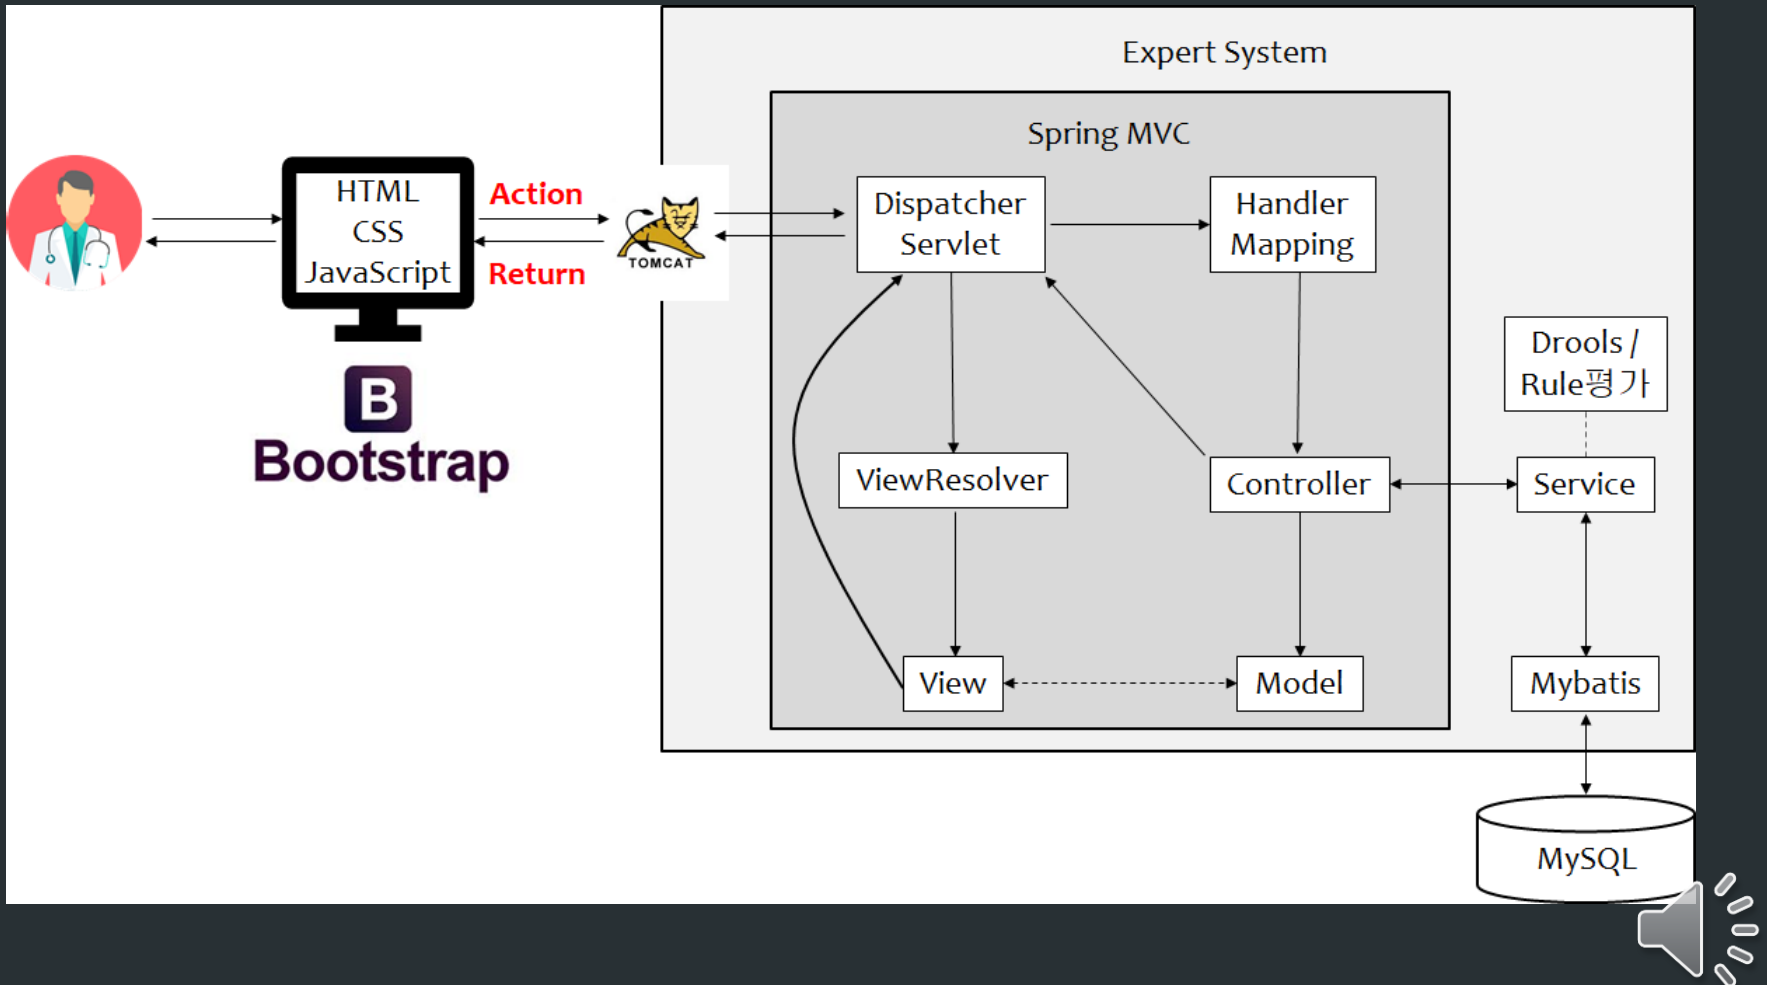 Expert System
Spring MVC
HTML
CSS
JavaScript
Action
Return
TOMCAT
Dispatcher
Servlet
Handler
Mapping
Drools /
Rule평가
B
Bootstrap
ViewResolver
Controller
Service
View
Model
Mybatis
MySQL